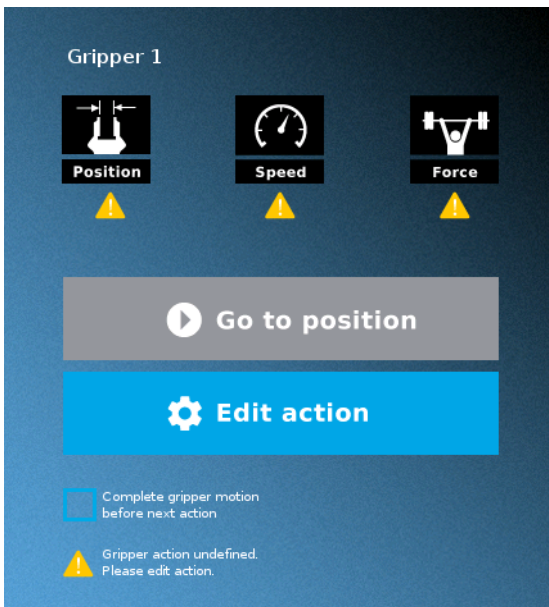 Gripper 1
Position
Speed
Force
Go to position
Edit action
Complete gripper motion
before next action
Gripper action undefined.
Please edit action.